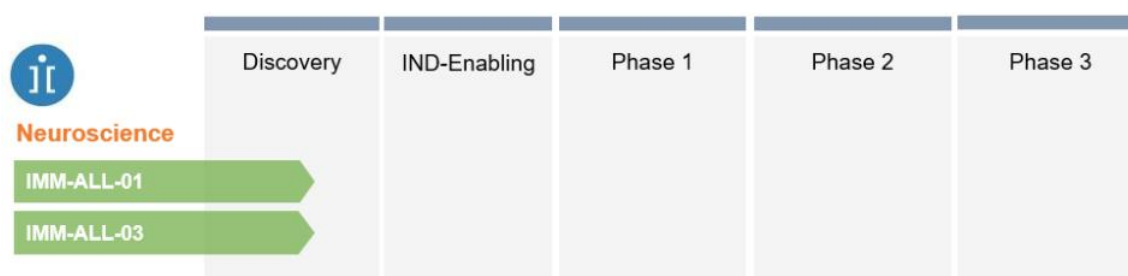 Discovery IND-Enabling Phase 1 Phase 2 Phase 3
Neuroscience
IMM-ALL-01
IMM-ALL-03